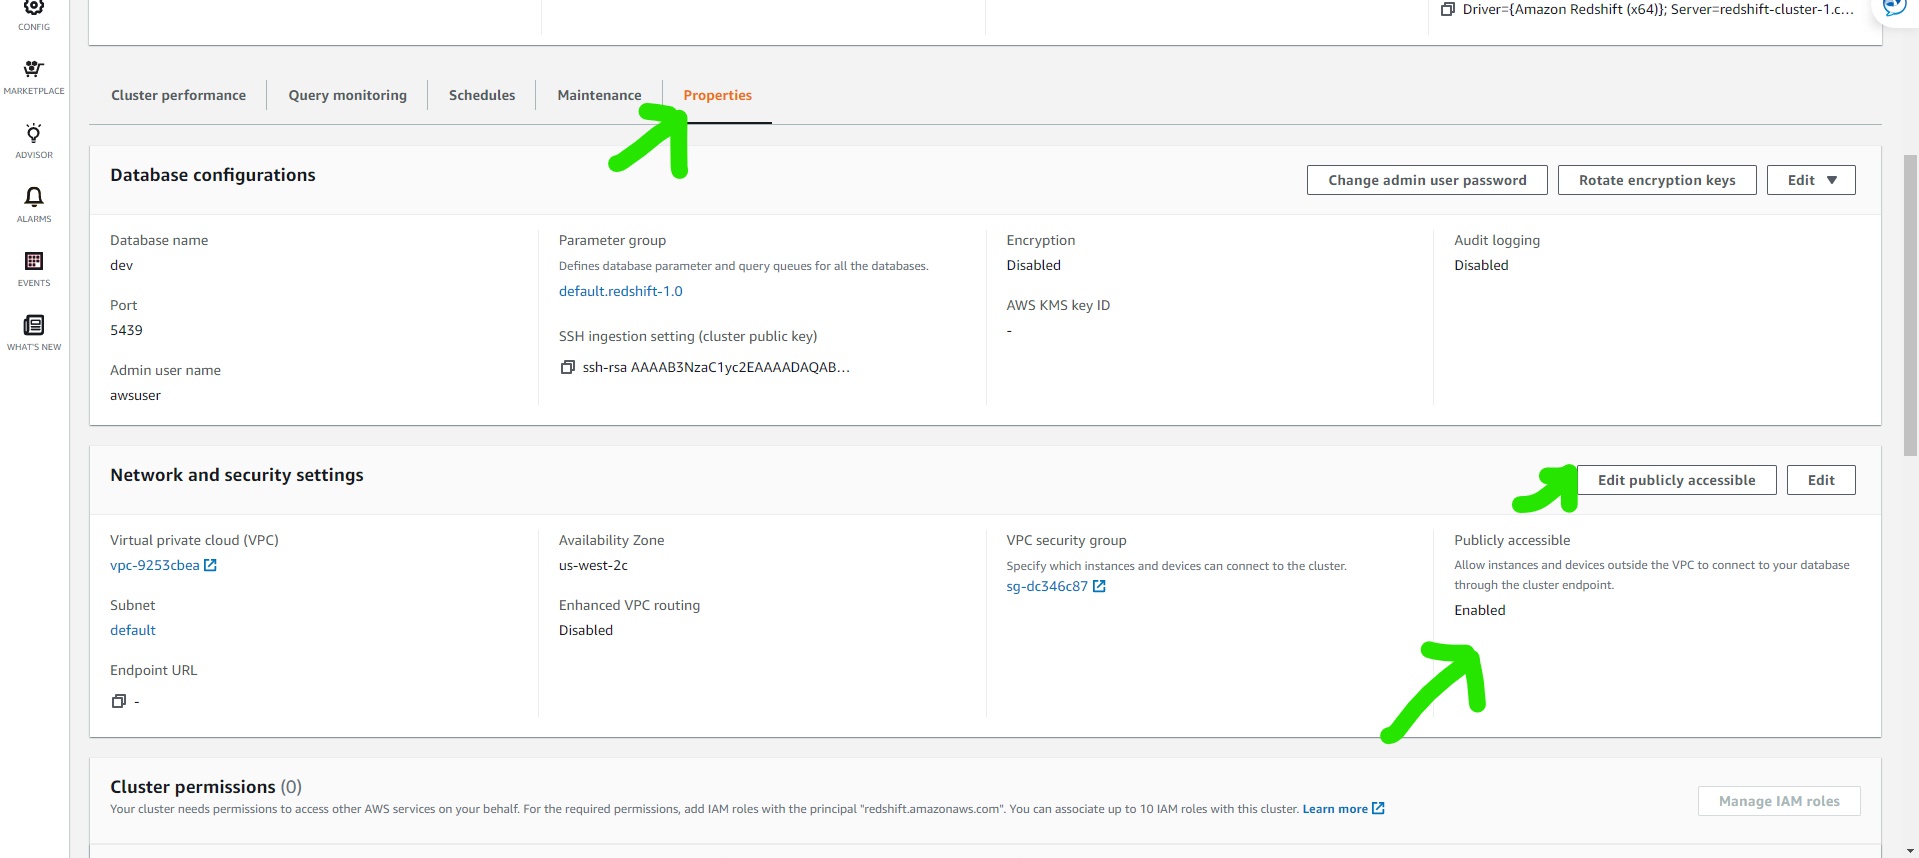 Driver={Amazon Redshift (x64)}; Server=redshift-cluster-1.c...
CONFIG
MARKETPLACE
ADVISOR
ALARMS
EVENTS
WHAT'S NEW
Cluster performance
Query monitoring
Schedules
Maintenance
Properties
Database configurations
Change admin user password
Rotate encryption keys
Edit
Database name
dev
Port
5439
Admin user name
awsuser
Parameter group
Defines database parameter and query queues for all the databases.
default.redshift-1.0
SSH ingestion setting (cluster public key)
ssh-rsa AAAAB3NzaC1yc2EAAAADAQAB...
Encryption
Disabled
AWS KMS key ID
-
Audit logging
Disabled
Network and security settings
Edit publicly accessible
Edit
Virtual private cloud (VPC)
vpc-9253cbea
Subnet
default
Endpoint URL
-
Availability Zone
us-west-2c
Enhanced VPC routing
Disabled
VPC security group
Specify which instances and devices can connect to the cluster.
sg-dc346c87
Publicly accessible
Allow instances and devices outside the VPC to connect to your database
through the cluster endpoint.
Enabled
Cluster permissions (0)
Your cluster needs permissions to access other AWS services on your behalf. For the required permissions, add IAM roles with the principal "redshift.amazonaws.com". You can associate up to 10 IAM roles with this cluster. Learn more
Manage IAM roles